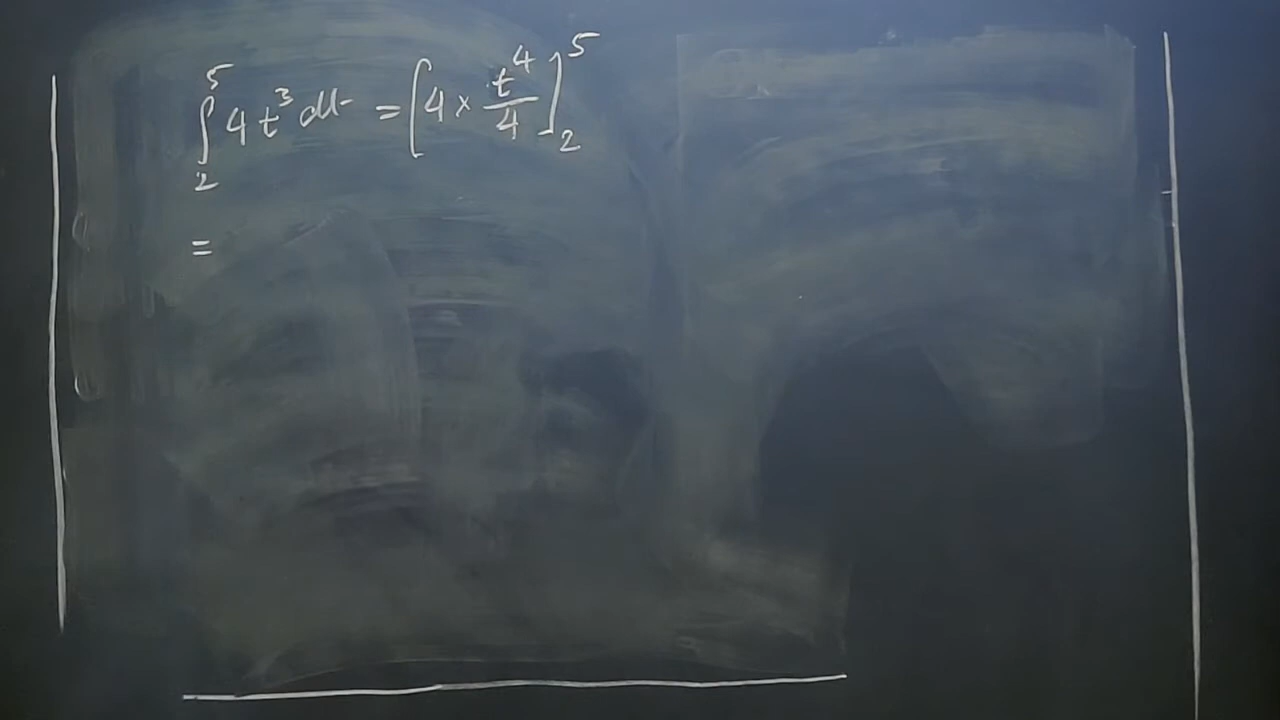 ∫₂⁵ 4t³ dt = [4 × t⁴/4]₂⁵
=